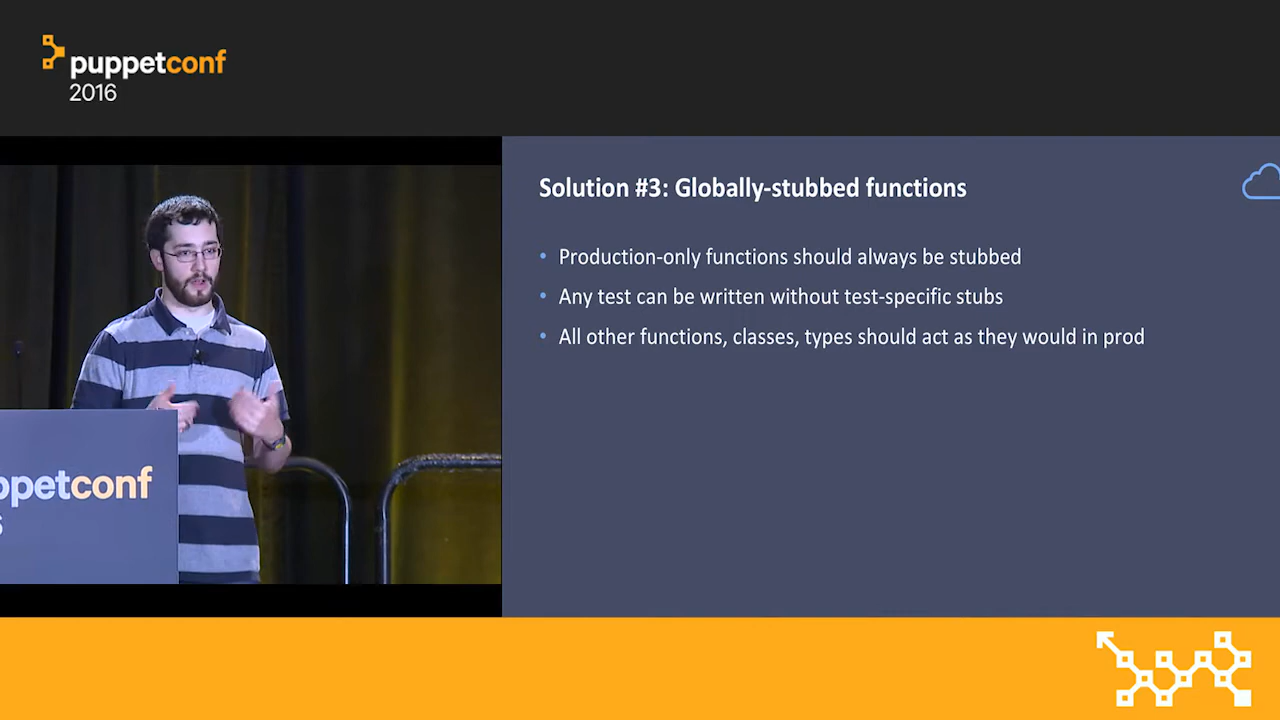 puppetconf
2016
Solution #3: Globally-stubbed functions
• Production-only functions should always be stubbed
• Any test can be written without test-specific stubs
• All other functions, classes, types should act as they would in prod
ppetconf
6